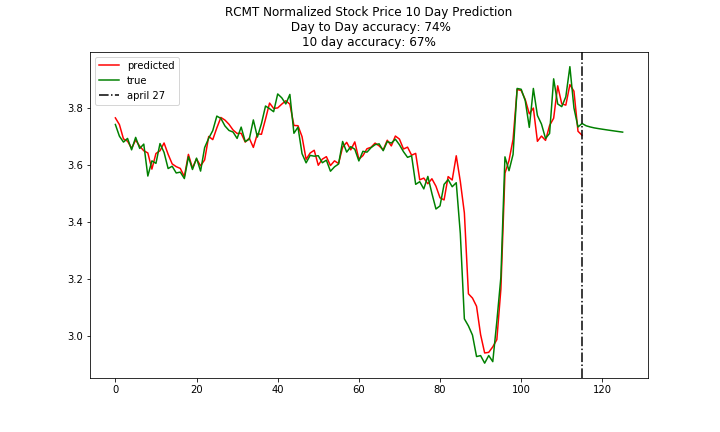 RCMT Normalized Stock Price 10 Day Prediction
Day to Day accuracy: 74%
10 day accuracy: 67%
predicted
true
april 27
3.8
3.6
3.4
3.2
3.0
0
20
40
60
80
100
120